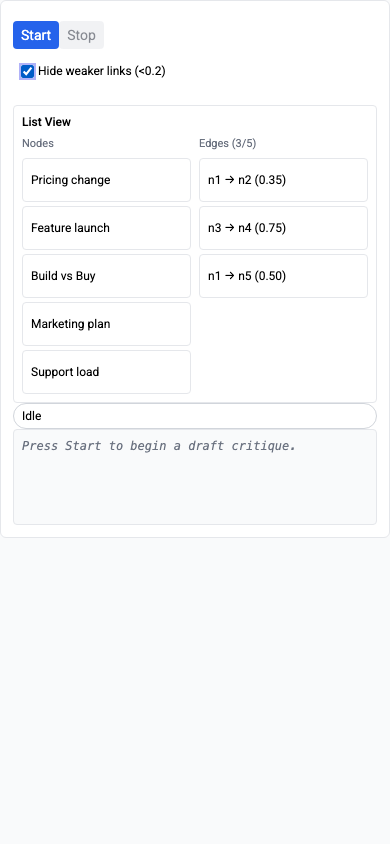 Start Stop
Hide weaker links (<0.2)
List View
Nodes
Pricing change
Feature launch
Build vs Buy
Marketing plan
Support load
Edges (3/5)
n1 → n2 (0.35)
n3 → n4 (0.75)
n1 → n5 (0.50)
Idle
Press Start to begin a draft critique.